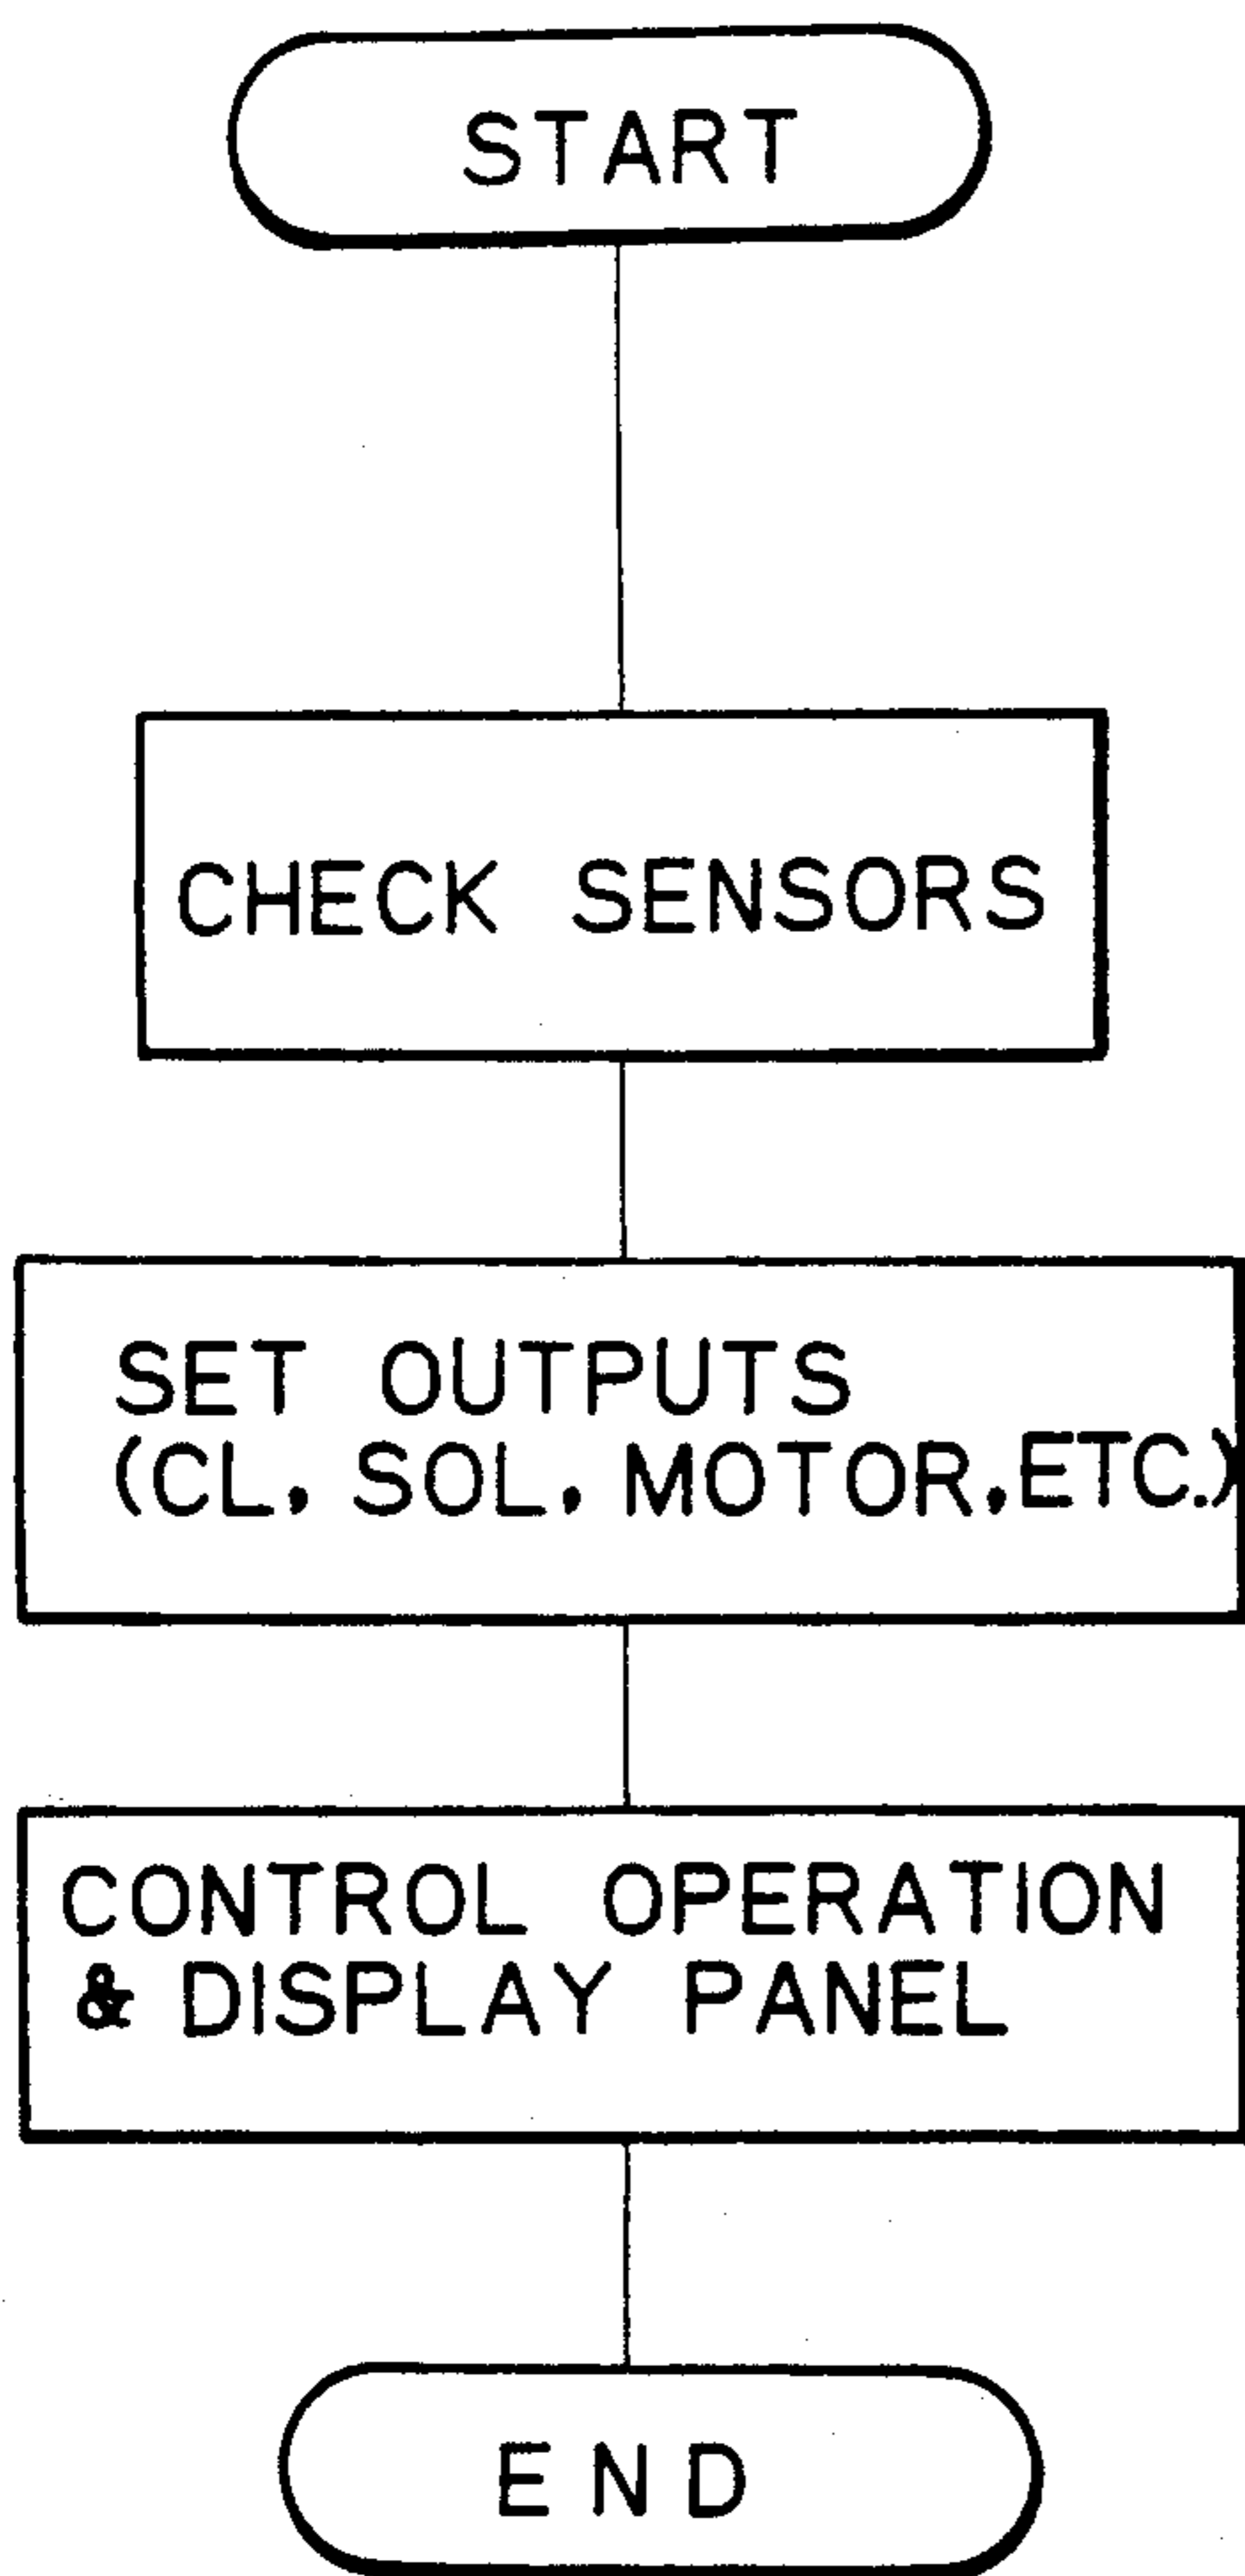 START
CHECK SENSORS
SET OUTPUTS
(CL, SOL, MOTOR, ETC.)
CONTROL OPERATION
& DISPLAY PANEL
END